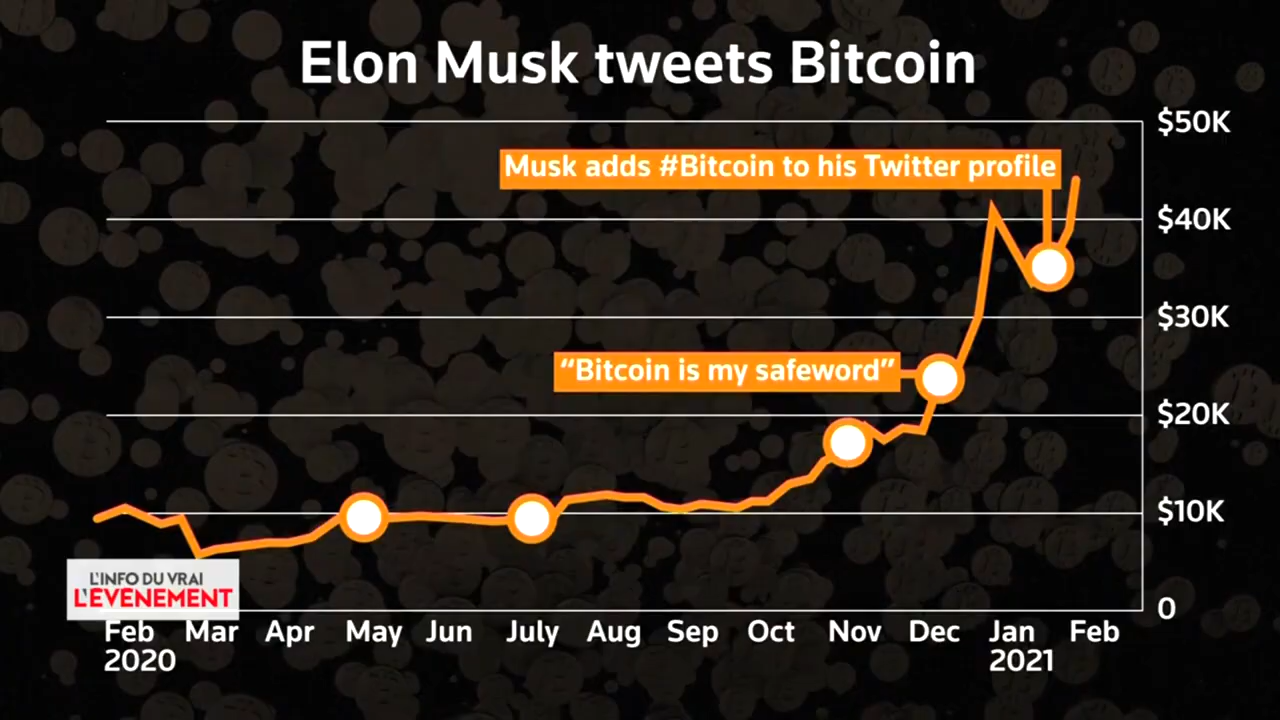 Elon Musk tweets Bitcoin
$50K
Musk adds #Bitcoin to his Twitter profile
$40K
$30K
“Bitcoin is my safeword”
$20K
$10K
L'INFO DU VRAI
L'ÉVÉNEMENT
0
Feb Mar Apr May Jun July Aug Sep Oct Nov Dec Jan Feb
2020 2021